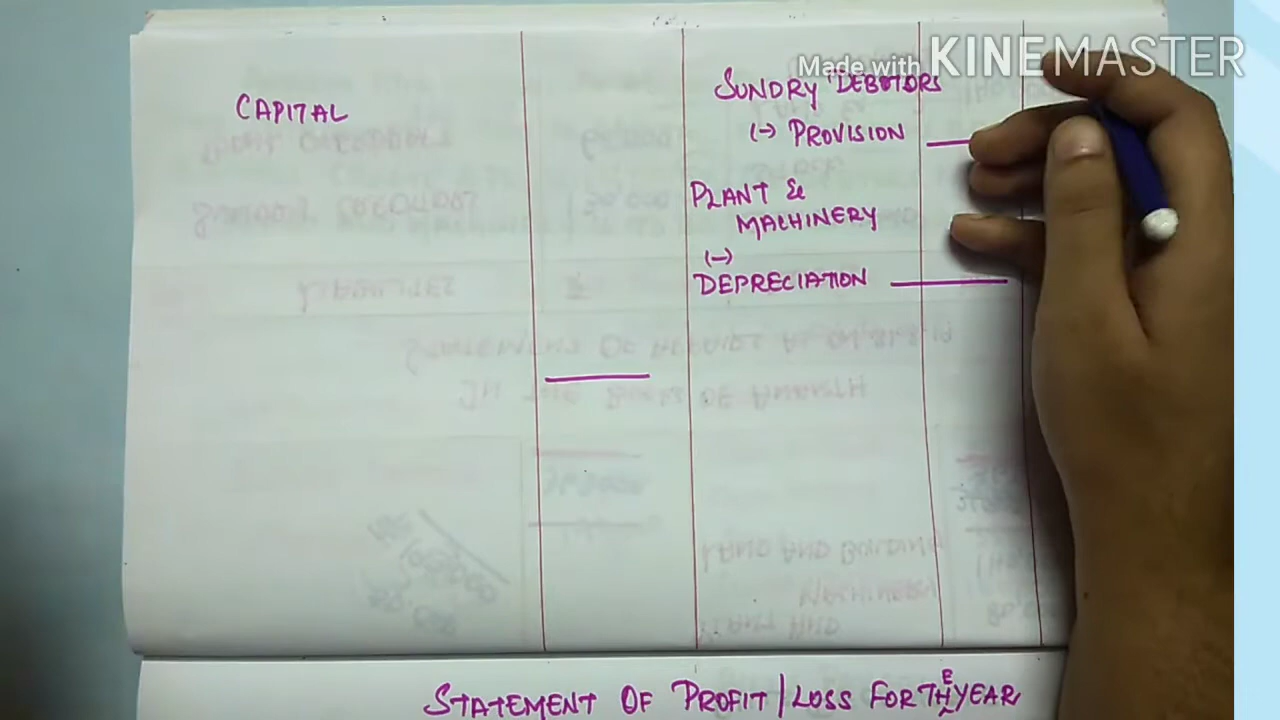 Made with KINEMASTER
CAPITAL
SUNDRY DEBTORS
(-) PROVISION
PLANT &
MACHINERY
(-)
DEPRECIATION
STATEMENT OF PROFIT / LOSS FOR THE YEAR